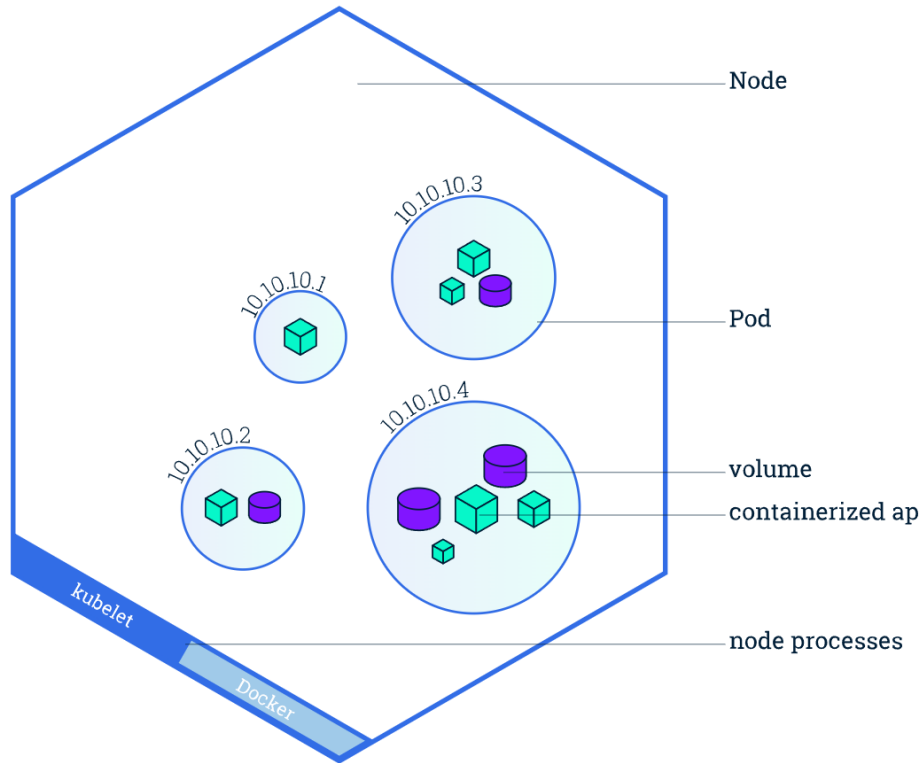 Node
10.10.10.3
10.10.10.1
Pod
10.10.10.4
10.10.10.2
volume
containerized ap
kubelet
node processes
Docker